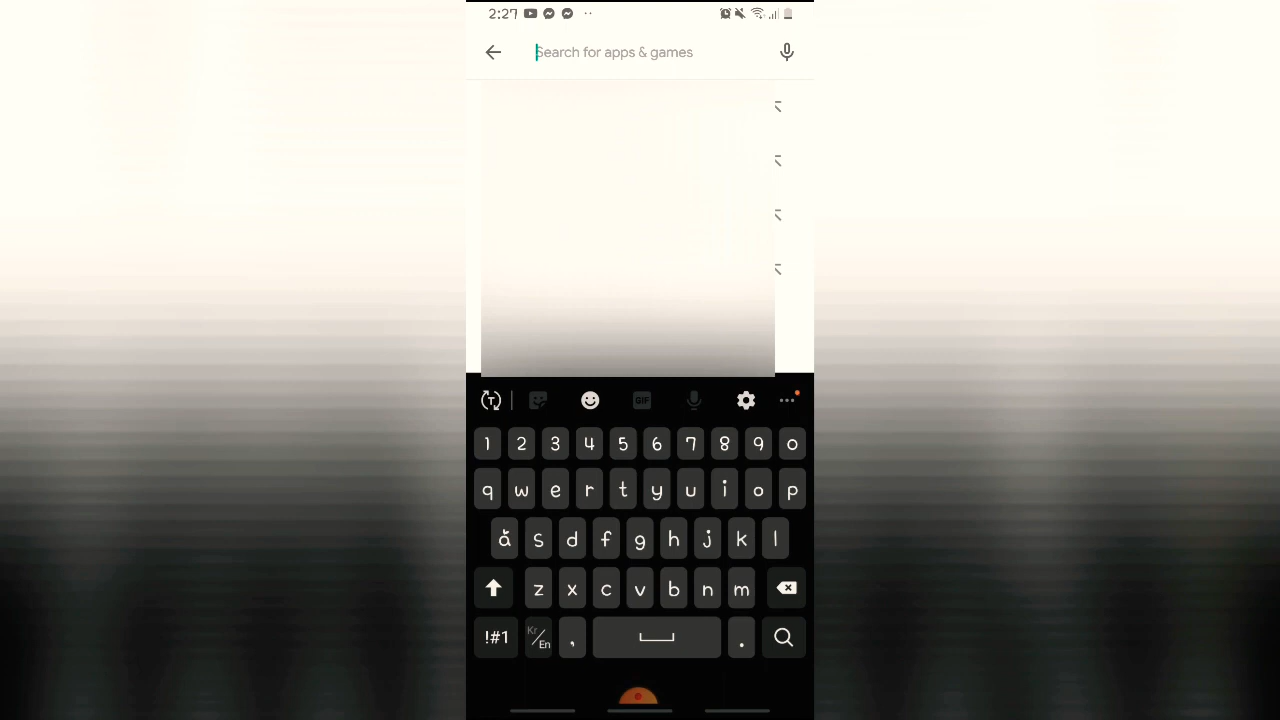 2:27
Search for apps & games
GIF
1 2 3 4 5 6 7 8 9 0
q w e r t y u i o p
a s d f g h j k l
z x c v b n m
!#1 Kr/En , .